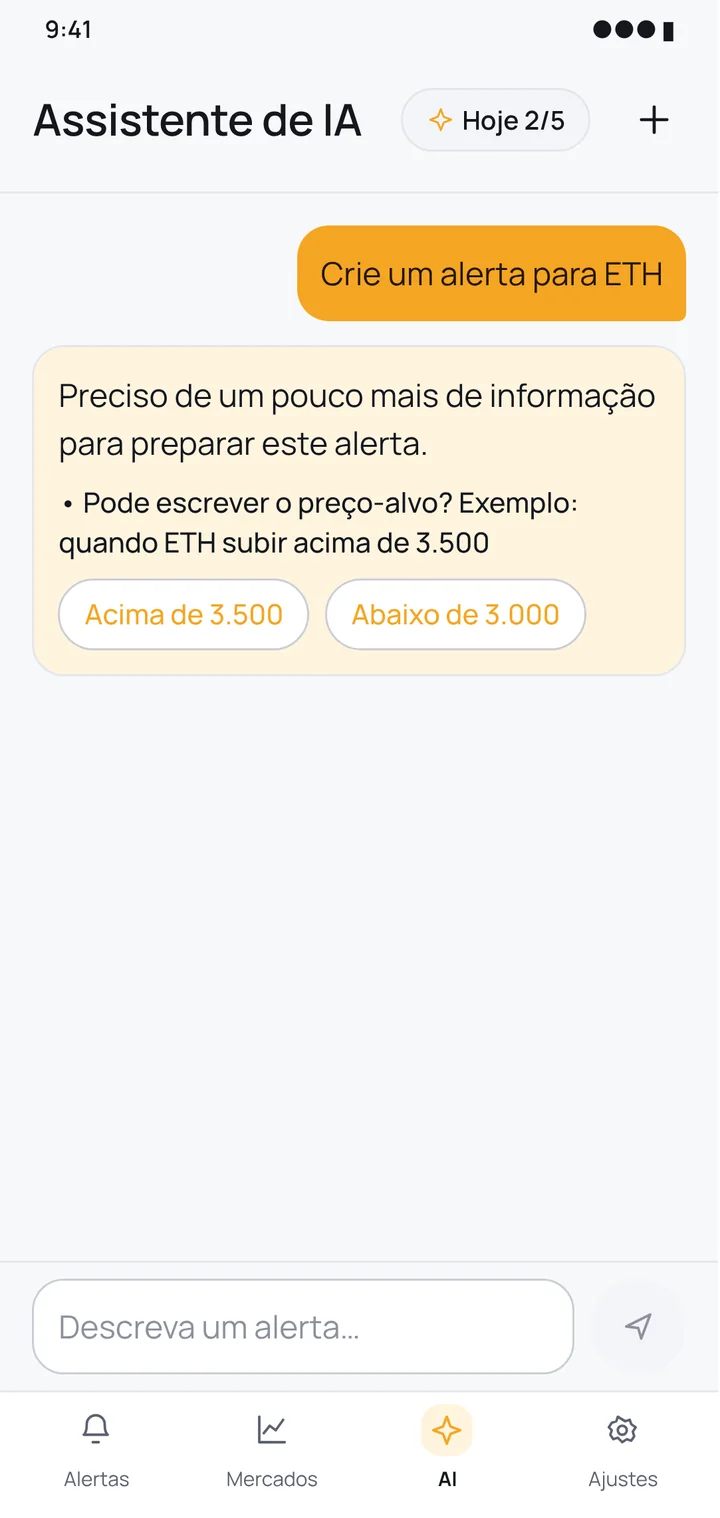 9:41
Assistente de IA
Hoje 2/5
Crie um alerta para ETH
Preciso de um pouco mais de informação
para preparar este alerta.
• Pode escrever o preço-alvo? Exemplo:
quando ETH subir acima de 3.500
Acima de 3.500
Abaixo de 3.000
Descreva um alerta…
Alertas
Mercados
AI
Ajustes